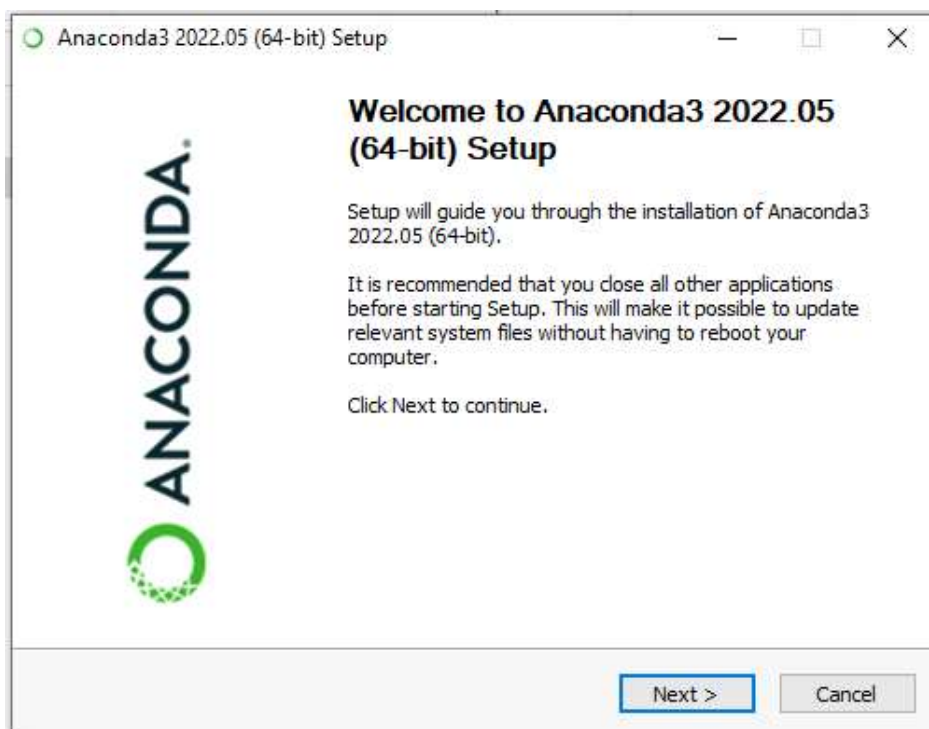 Anaconda3 2022.05 (64-bit) Setup
ANACONDA.
Welcome to Anaconda3 2022.05
(64-bit) Setup
Setup will guide you through the installation of Anaconda3
2022.05 (64-bit).
It is recommended that you close all other applications
before starting Setup. This will make it possible to update
relevant system files without having to reboot your
computer.
Click Next to continue.
Next >
Cancel